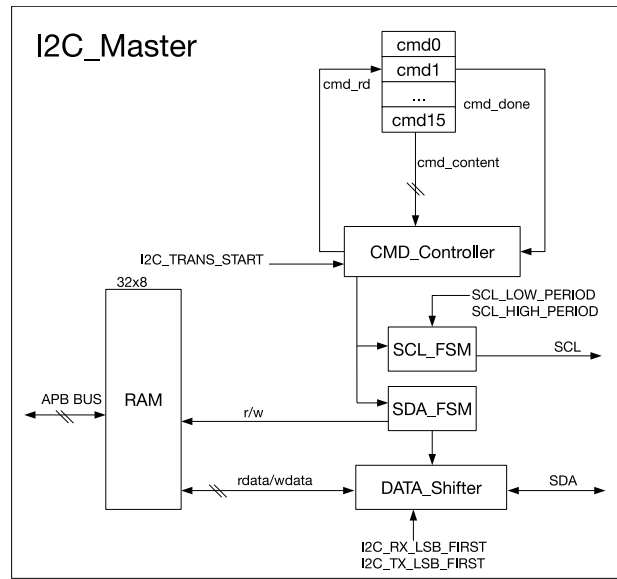 I2C_Master
cmd0
cmd1
...
cmd15
cmd_rd
cmd_done
cmd_content
CMD_Controller
I2C_TRANS_START
32x8
SCL_LOW_PERIOD
SCL_HIGH_PERIOD
SCL_FSM
SCL
APB BUS
RAM
r/w
SDA_FSM
rdata/wdata
DATA_Shifter
SDA
I2C_RX_LSB_FIRST
I2C_TX_LSB_FIRST